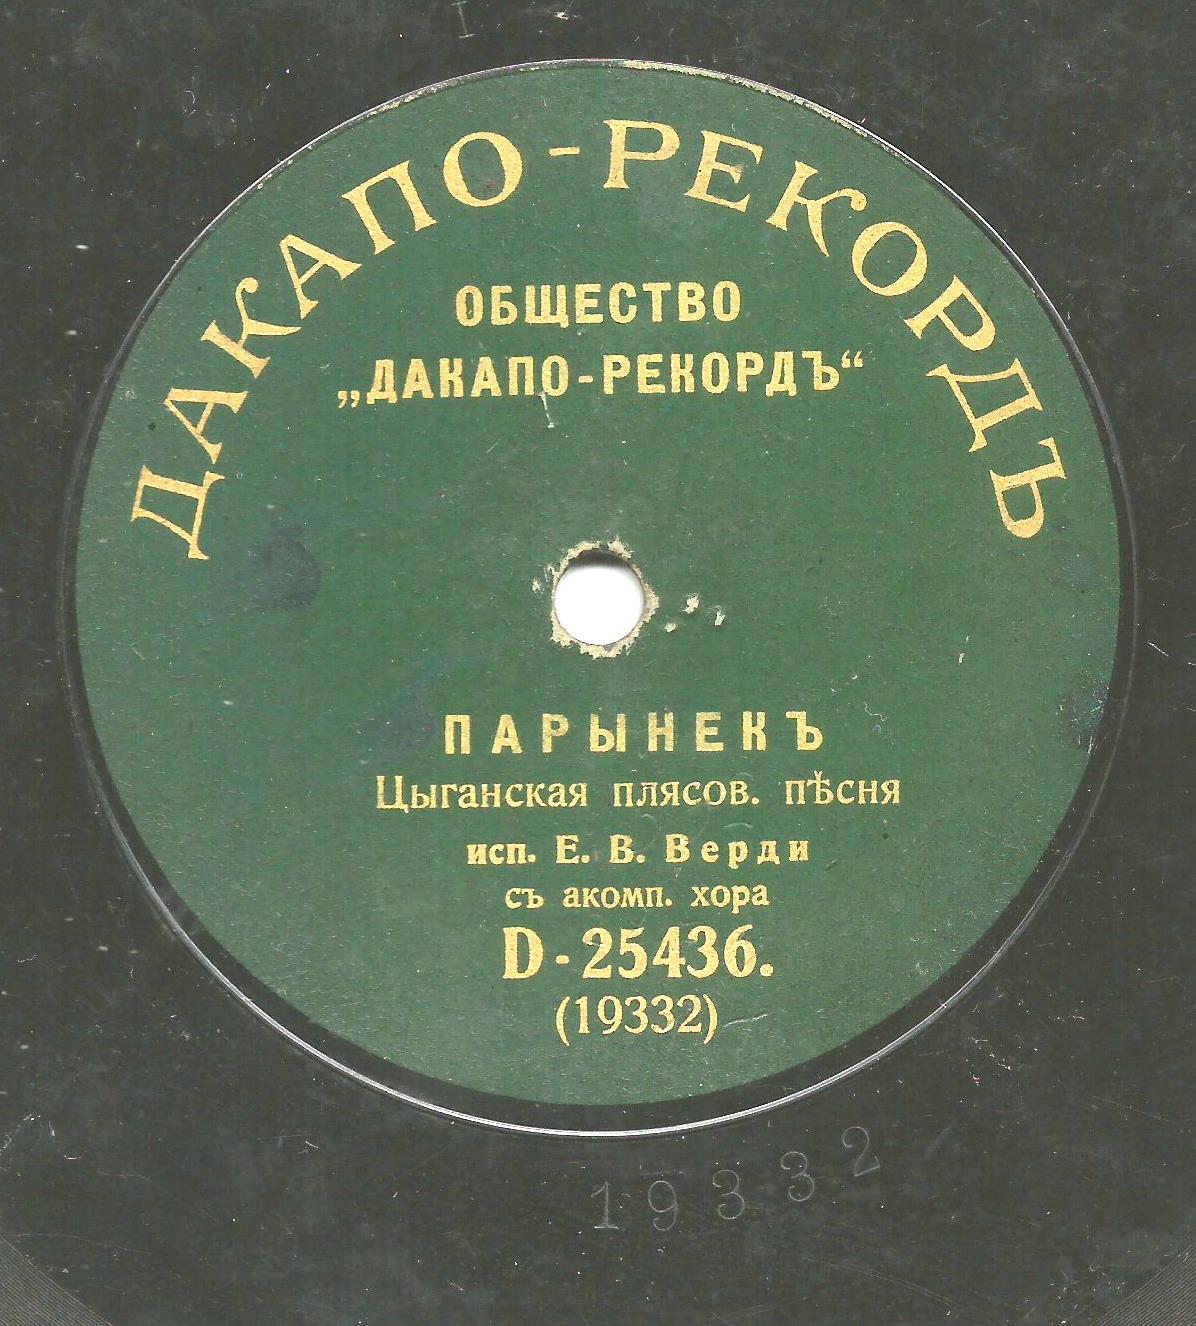 ДАКАПО-РЕКОРДЪ
ОБЩЕСТВО
„ДАКАПО-РЕКОРДЪ“
ПАРЫНЕКЪ
Цыганская плясов. пѣсня
исп. Е. В. Верди
съ акомп. хора
D-25436.
(19332)
19332